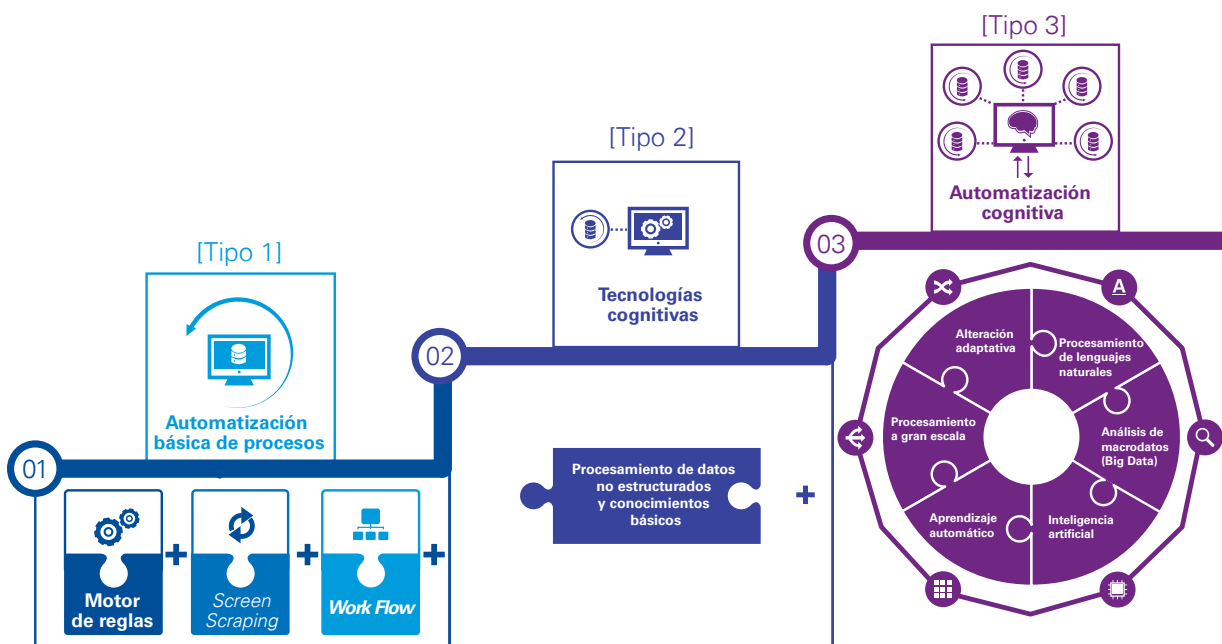 [Tipo 1]
Automatización
básica de procesos
01
Motor
de reglas
+
Screen
Scraping
+
Work Flow
+
[Tipo 2]
Tecnologías
cognitivas
02
Procesamiento de datos
no estructurados
y conocimientos
básicos
+
[Tipo 3]
Automatización
cognitiva
03
A
Alteración
adaptativa
Procesamiento
de lenguajes
naturales
Procesamiento
a gran escala
Análisis de
macrodatos
(Big Data)
Aprendizaje
automático
Inteligencia
artificial